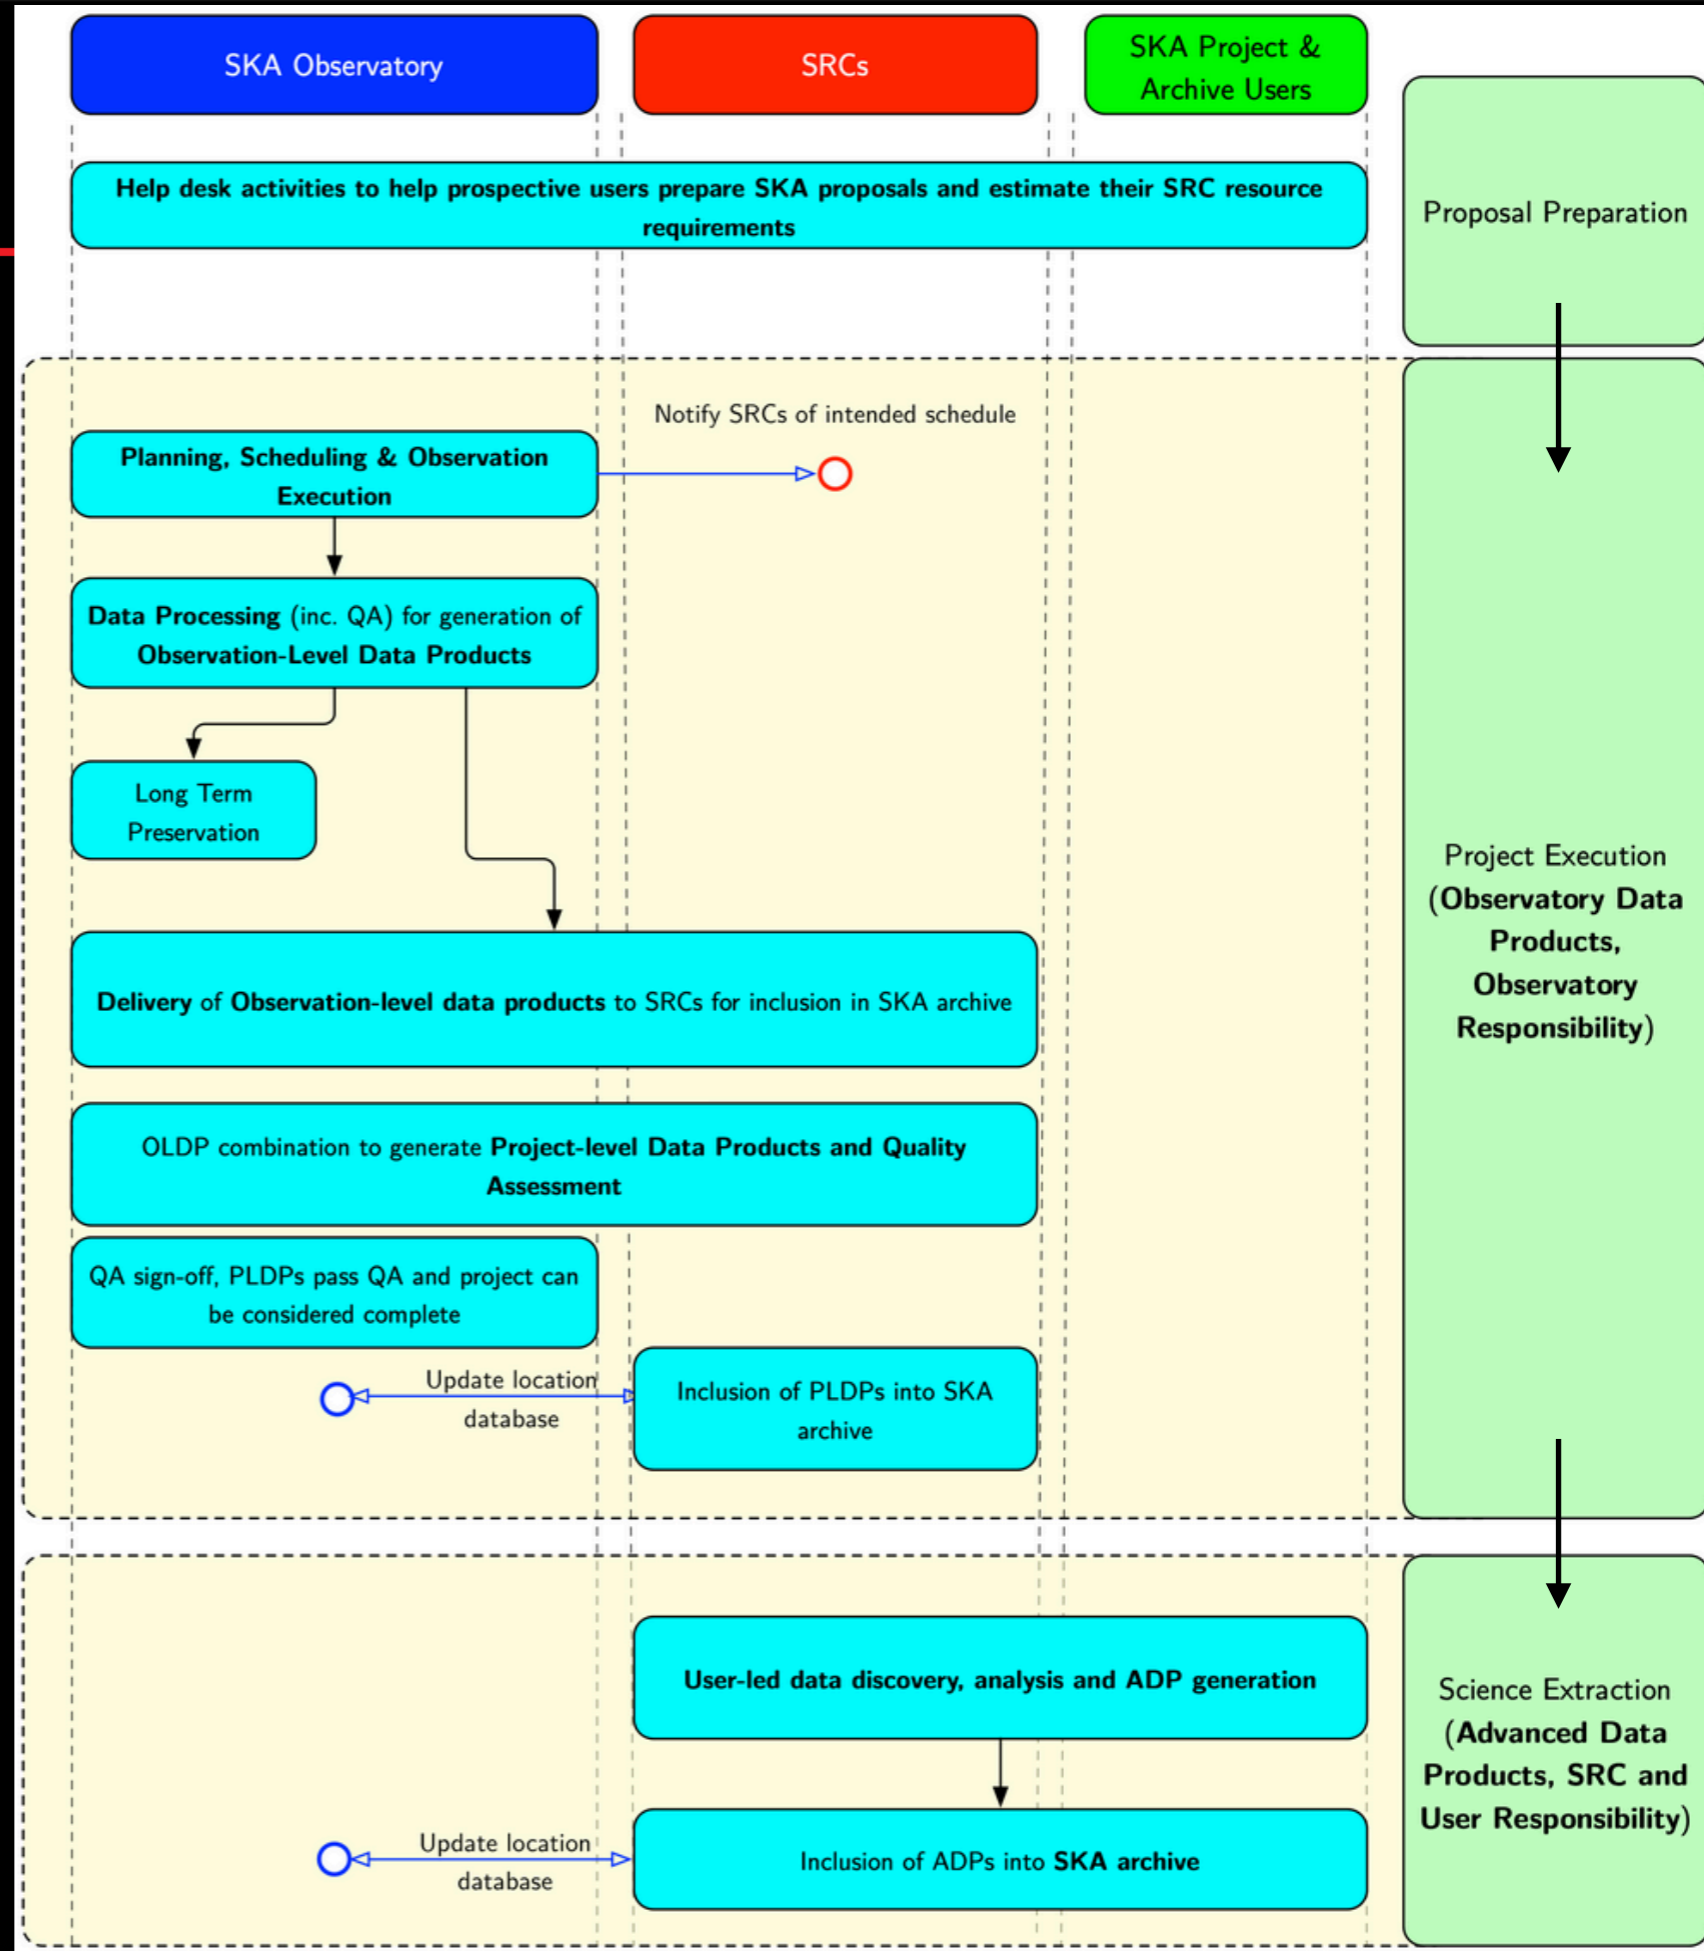 SKA Observatory
SRCs
SKA Project &
Archive Users
Help desk activities to help prospective users prepare SKA proposals and estimate their SRC resource
requirements
Proposal Preparation
Notify SRCs of intended schedule
Planning, Scheduling & Observation
Execution
Data Processing (inc. QA) for generation of
Observation-Level Data Products
Long Term
Preservation
Delivery of Observation-level data products to SRCs for inclusion in SKA archive
OLDP combination to generate Project-level Data Products and Quality
Assessment
QA sign-off, PLDPs pass QA and project can
be considered complete
Update location
database
Inclusion of PLDPs into SKA
archive
Project Execution
(Observatory Data
Products,
Observatory
Responsibility)
User-led data discovery, analysis and ADP generation
Update location
database
Inclusion of ADPs into SKA archive
Science Extraction
(Advanced Data
Products, SRC and
User Responsibility)